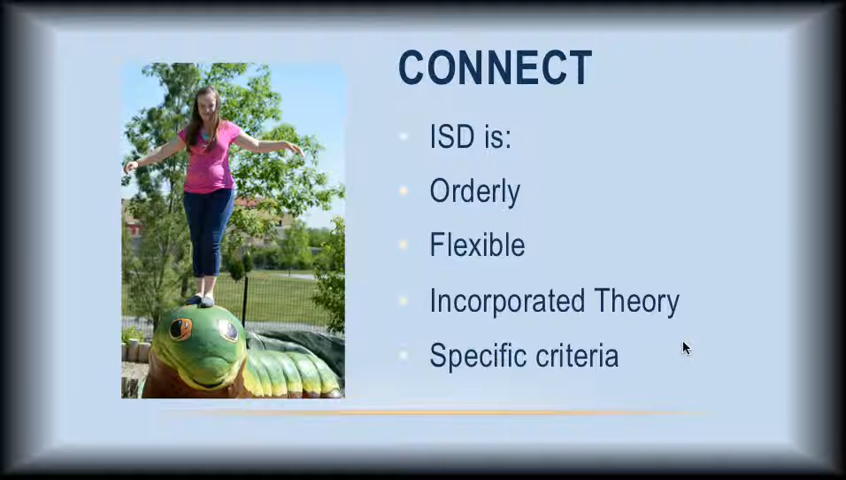 CONNECT
ISD is:
Orderly
Flexible
Incorporated Theory
Specific criteria